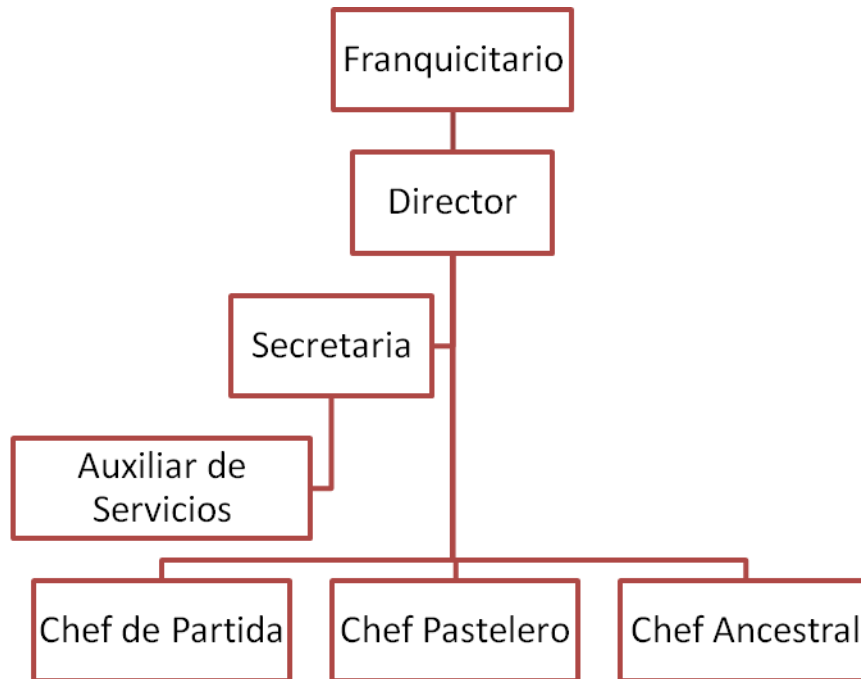 Franquicitario
Director
Secretaria
Auxiliar de
Servicios
Chef de Partida
Chef Pastelero
Chef Ancestral